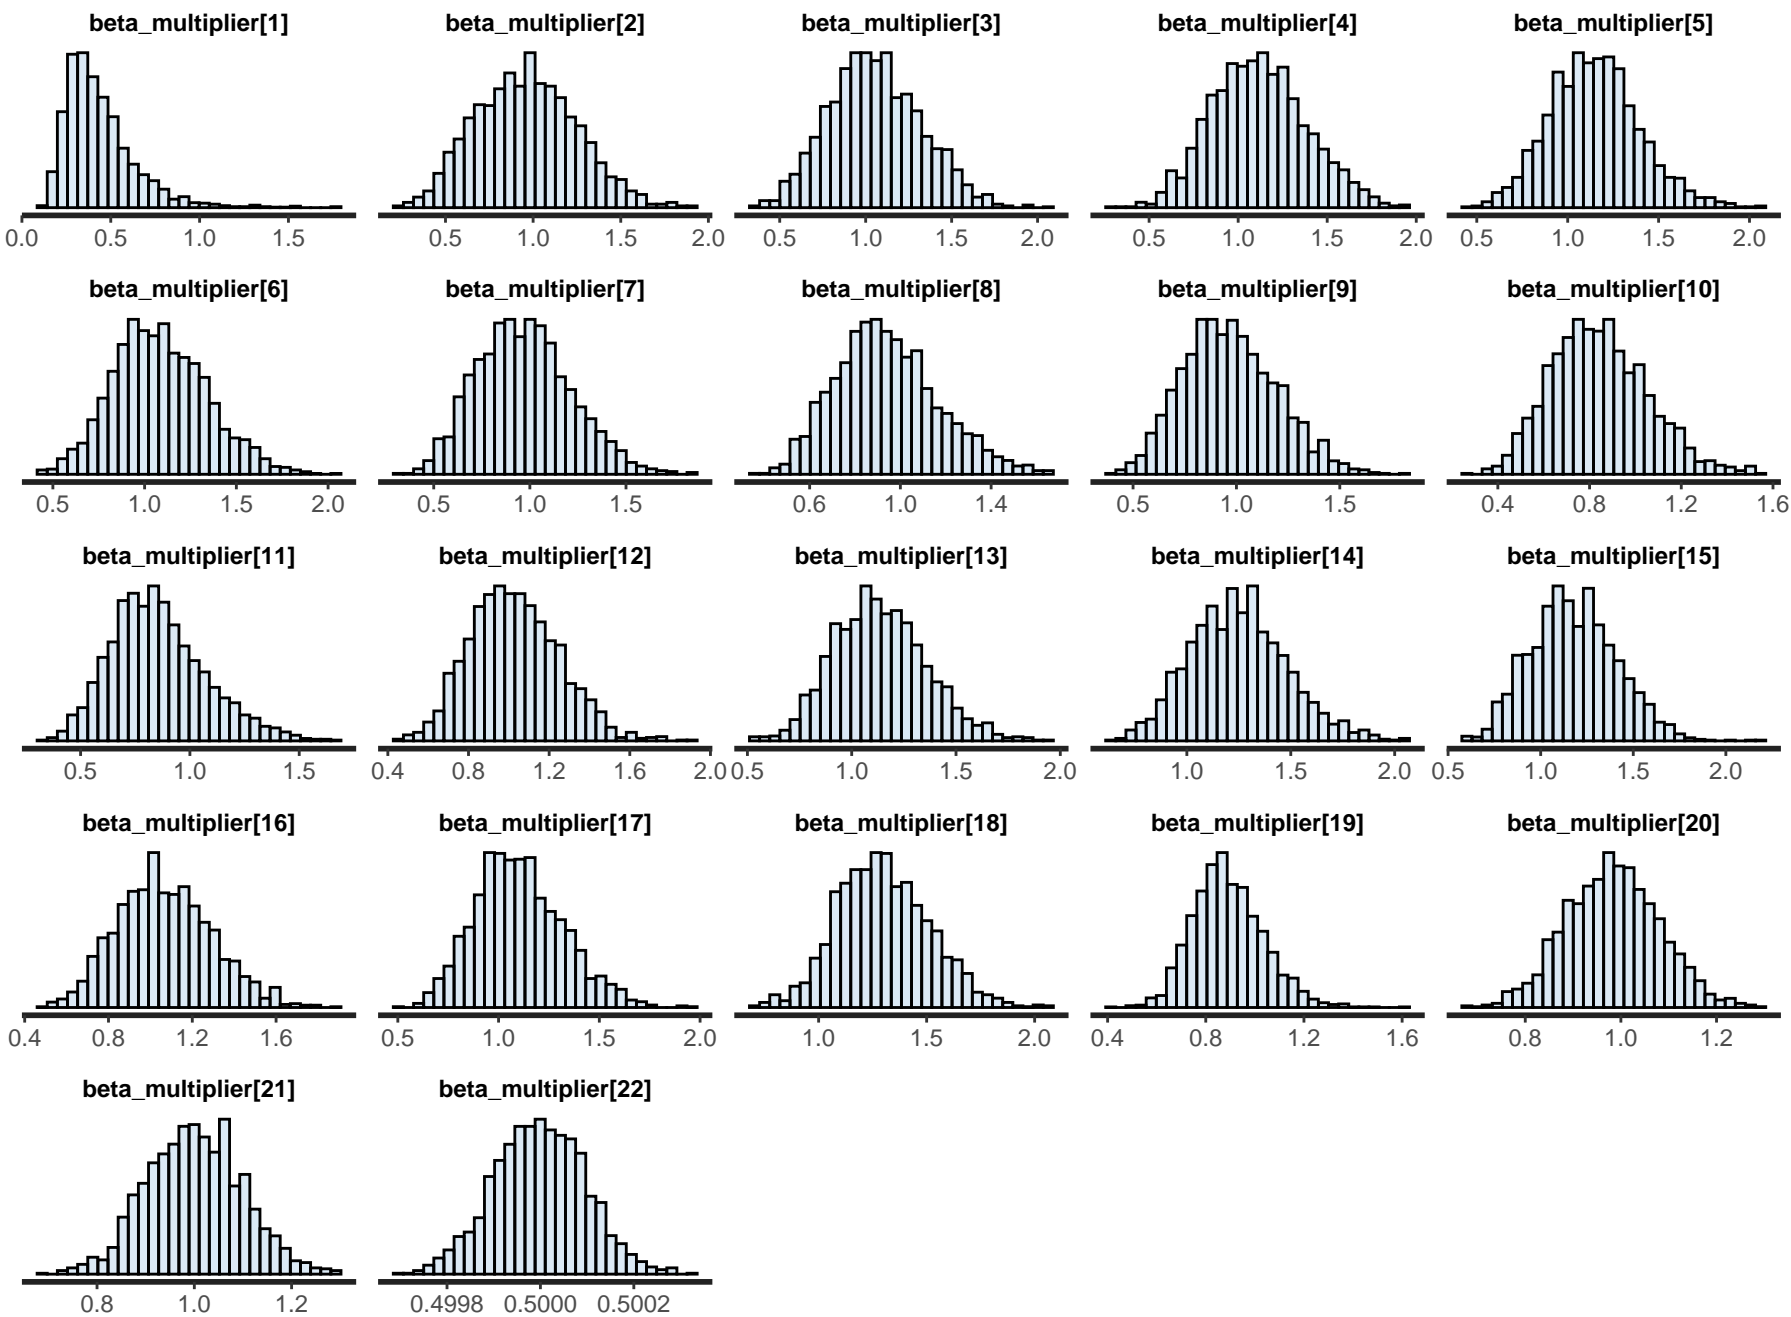 beta_multiplier[1] beta_multiplier[2] beta_multiplier[3] beta_multiplier[4] beta_multiplier[5]
0.0 0.5 1.0 1.5 0.5 1.0 1.5 2.0 0.5 1.0 1.5 2.0 0.5 1.0 1.5 2.0 0.5 1.0 1.5 2.0
beta_multiplier[6] beta_multiplier[7] beta_multiplier[8] beta_multiplier[9] beta_multiplier[10]
0.5 1.0 1.5 2.0 0.5 1.0 1.5 0.6 1.0 1.4 0.5 1.0 1.5 0.4 0.8 1.2 1.6
beta_multiplier[11] beta_multiplier[12] beta_multiplier[13] beta_multiplier[14] beta_multiplier[15]
0.5 1.0 1.5 0.4 0.8 1.2 1.6 2.0 0.5 1.0 1.5 2.0 1.0 1.5 2.0 0.5 1.0 1.5 2.0
beta_multiplier[16] beta_multiplier[17] beta_multiplier[18] beta_multiplier[19] beta_multiplier[20]
0.4 0.8 1.2 1.6 0.5 1.0 1.5 2.0 1.0 1.5 2.0 0.4 0.8 1.2 1.6 0.8 1.0 1.2
beta_multiplier[21] beta_multiplier[22]
0.8 1.0 1.2 0.4998 0.5000 0.5002